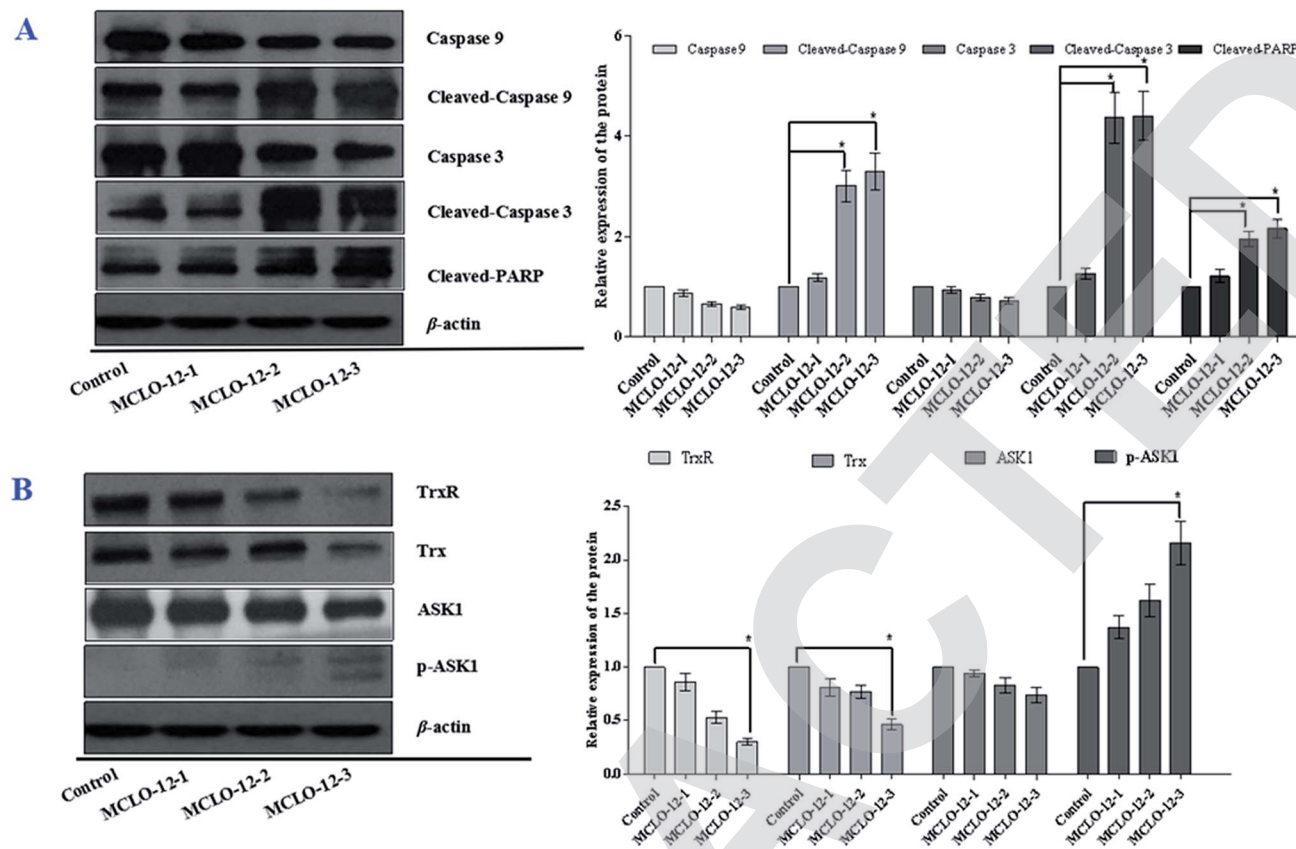 A
Caspase 9
Cleaved-Caspase 9
Caspase 3
Cleaved-Caspase 3
Cleaved-PARP
β-actin
Control MCLO-12-1 MCLO-12-2 MCLO-12-3
6
4
2
0
Relative expression of the protein
Caspase9 Cleaved-Caspase 9 Caspase 3 Cleaved-Caspase 3 Cleaved-PARP
* * * * * *
Control MCLO-12-1 MCLO-12-2 MCLO-12-3 Control MCLO-12-1 MCLO-12-2 MCLO-12-3 Control MCLO-12-1 MCLO-12-2 MCLO-12-3 Control MCLO-12-1 MCLO-12-2 MCLO-12-3 Control MCLO-12-1 MCLO-12-2 MCLO-12-3
B
TrxR
Trx
ASK1
p-ASK1
β-actin
Control MCLO-12-1 MCLO-12-2 MCLO-12-3
TrxR Trx ASK1 p-ASK1
2.5
2.0
1.5
1.0
0.5
0.0
Relative expression of the protein
* * *
Control MCLO-12-1 MCLO-12-2 MCLO-12-3 Control MCLO-12-1 MCLO-12-2 MCLO-12-3 Control MCLO-12-1 MCLO-12-2 MCLO-12-3 Control MCLO-12-1 MCLO-12-2 MCLO-12-3
ACTED